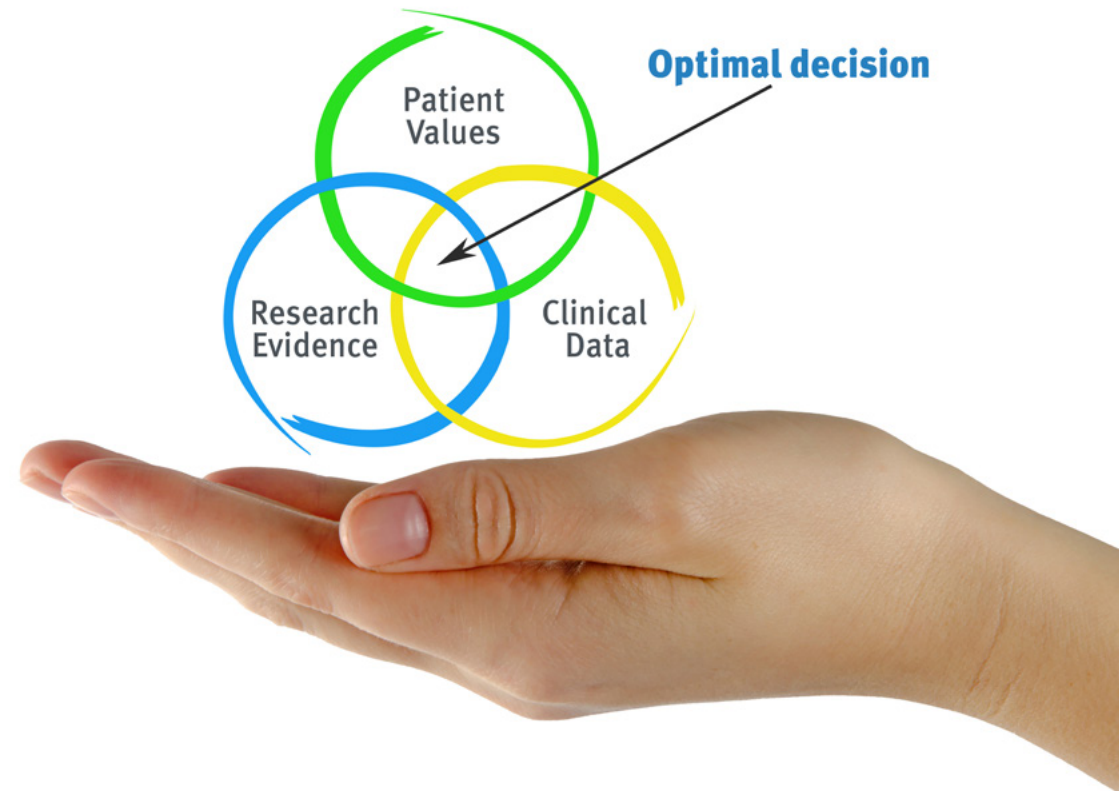 Optimal decision
Patient
Values
Research
Evidence
Clinical
Data